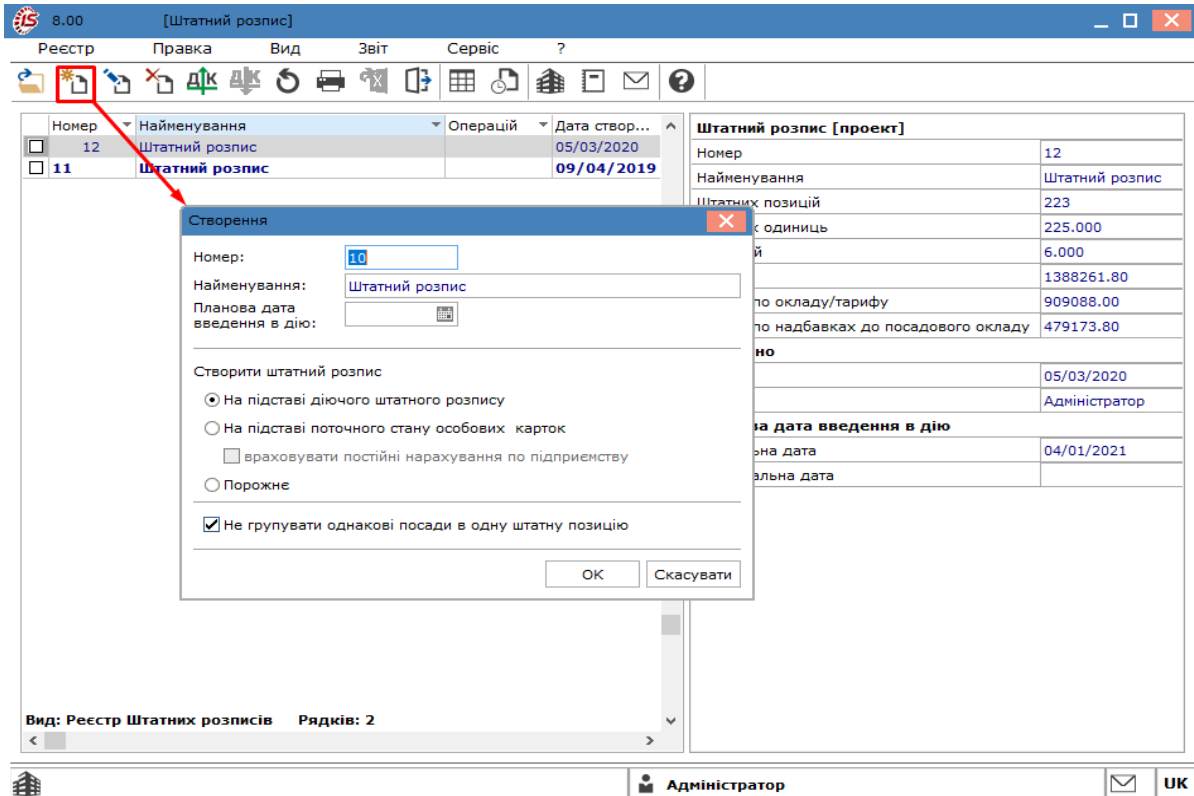 8.00 [Штатний розпис]
Реєстр Правка Вид Звіт Сервіс ?
Номер Найменування Операцій Дата створ...
12 Штатний розпис 05/03/2020
11 Штатний розпис 09/04/2019
Штатний розпис [проект]
Номер 12
Найменування Штатний розпис
Штатних позицій 223
одиниць 225.000
й 6.000
1388261.80
по окладу/тарифу 909088.00
по надбавках до посадового окладу 479173.80
но
05/03/2020
Адміністратор
ва дата введення в дію
ьна дата 04/01/2021
альна дата
Створення
Номер: 10
Найменування: Штатний розпис
Планова дата
введення в дію:
Створити штатний розпис
На підставі діючого штатного розпису
На підставі поточного стану особових карток
враховувати постійні нарахування по підприємству
Порожнє
Не групувати однакові посади в одну штатну позицію
OK Скасувати
Вид: Реєстр Штатних розписів Рядків: 2
Адміністратор UK